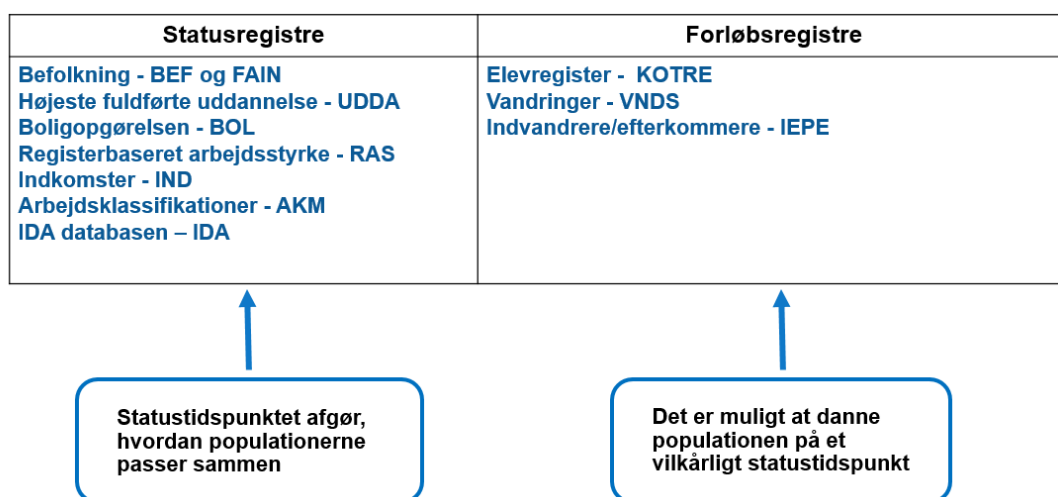 Statusregistre
Forløbsregistre
Befolkning - BEF og FAIN
Højeste fuldførte uddannelse - UDDA
Boligopgørelsen - BOL
Registerbaseret arbejdsstyrke - RAS
Indkomster - IND
Arbejdsklassifikationer - AKM
IDA databasen – IDA
Elevregister -  KOTRE
Vandringer - VNDS
Indvandrere/efterkommere - IEPE
Statustidspunktet afgør,
hvordan populationerne
passer sammen
Det er muligt at danne
populationen på et
vilkårligt statustidspunkt